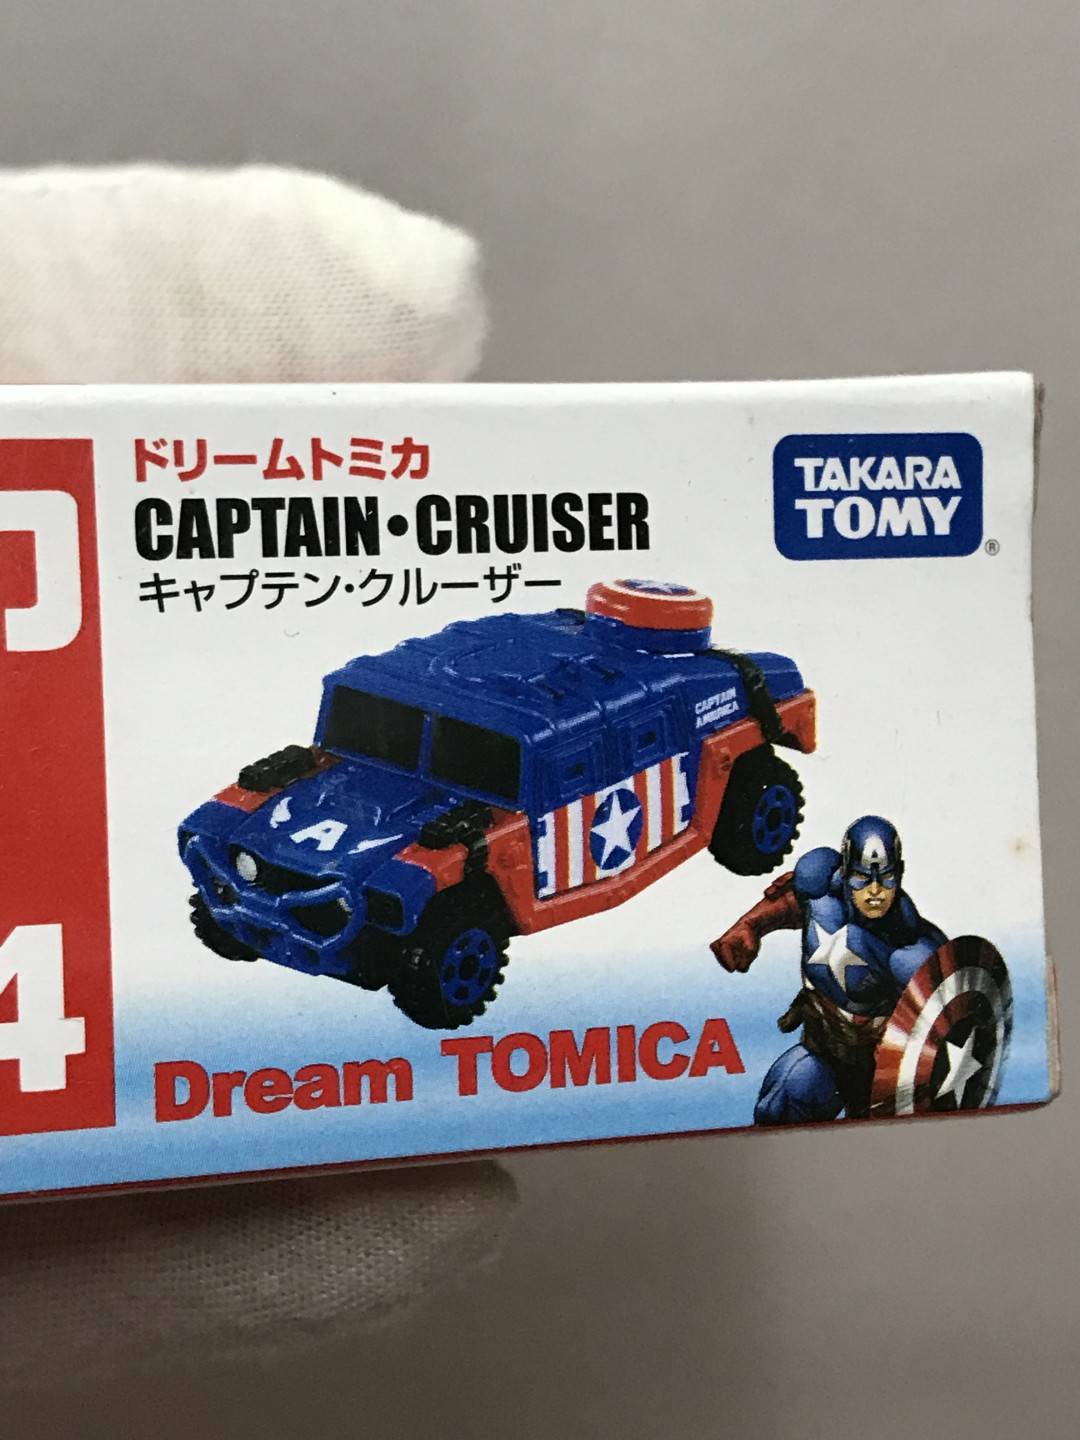 ドリームトミカ
CAPTAIN・CRUISER
キャプテン・クルーザー
TAKARA
TOMY
®
CAPTAIN
AMERICA
A
A
4
Dream TOMICA